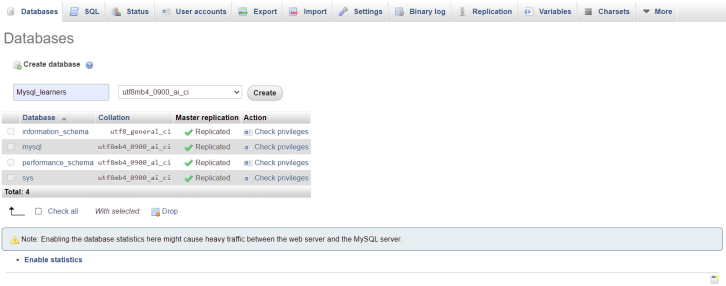 Databases SQL Status User accounts Export Import Settings Binary log Replication Variables Charsets More
Databases
Create database
Mysql_learners utf8mb4_0900_ai_ci Create
Database Collation Master replication Action
information_schema utf8_general_ci Replicated Check privileges
mysql utf8mb4_0900_ai_ci Replicated Check privileges
performance_schema utf8mb4_0900_ai_ci Replicated Check privileges
sys utf8mb4_0900_ai_ci Replicated Check privileges
Total: 4
Check all With selected: Drop
Note: Enabling the database statistics here might cause heavy traffic between the web server and the MySQL server.
• Enable statistics